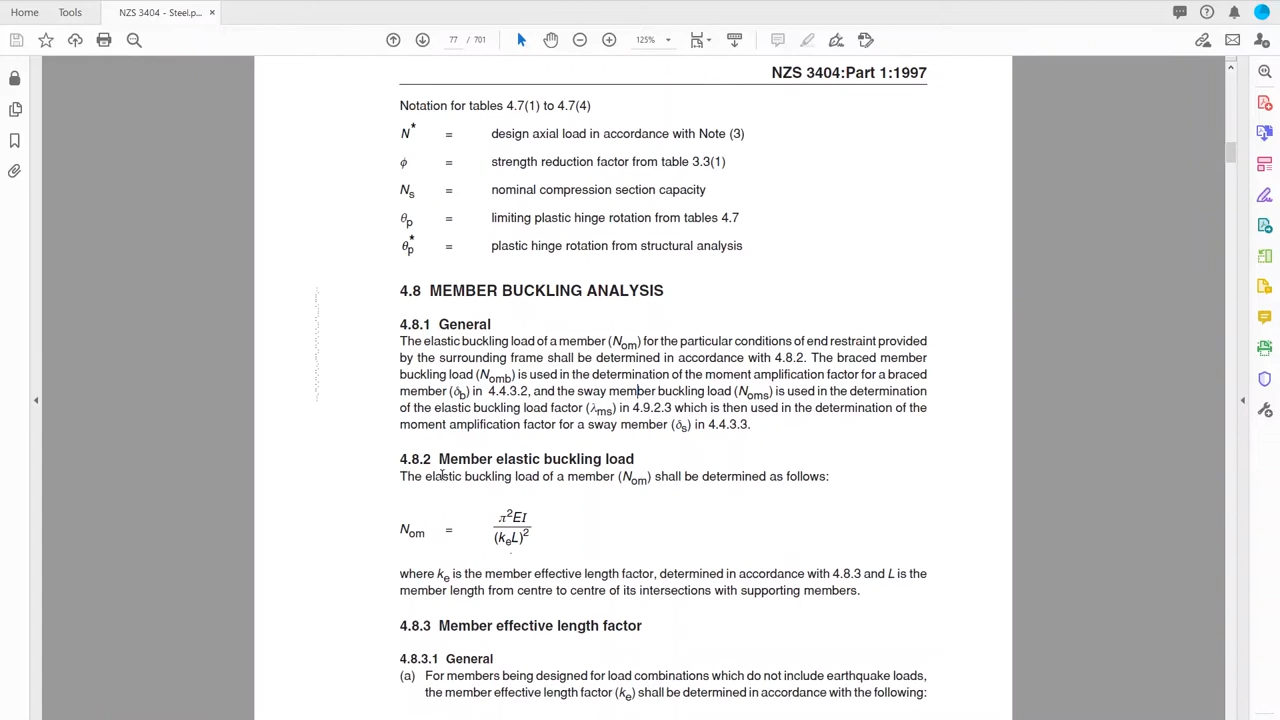 Home
Tools
NZS 3404 - Steel.p...
×
77 / 701
125%
NZS 3404:Part 1:1997
Notation for tables 4.7(1) to 4.7(4)
N* = design axial load in accordance with Note (3)
ϕ = strength reduction factor from table 3.3(1)
Ns = nominal compression section capacity
θp = limiting plastic hinge rotation from tables 4.7
θp* = plastic hinge rotation from structural analysis
4.8 MEMBER BUCKLING ANALYSIS
4.8.1 General
The elastic buckling load of a member (Nom) for the particular conditions of end restraint provided
by the surrounding frame shall be determined in accordance with 4.8.2. The braced member
buckling load (Nomb) is used in the determination of the moment amplification factor for a braced
member (δb) in 4.4.3.2, and the sway member buckling load (Noms) is used in the determination
of the elastic buckling load factor (λms) in 4.9.2.3 which is then used in the determination of the
moment amplification factor for a sway member (δs) in 4.4.3.3.
4.8.2 Member elastic buckling load
The elastic buckling load of a member (Nom) shall be determined as follows:
π²EI
Nom =
(keL)²
where ke is the member effective length factor, determined in accordance with 4.8.3 and L is the
member length from centre to centre of its intersections with supporting members.
4.8.3 Member effective length factor
4.8.3.1 General
(a) For members being designed for load combinations which do not include earthquake loads,
the member effective length factor (ke) shall be determined in accordance with the following: